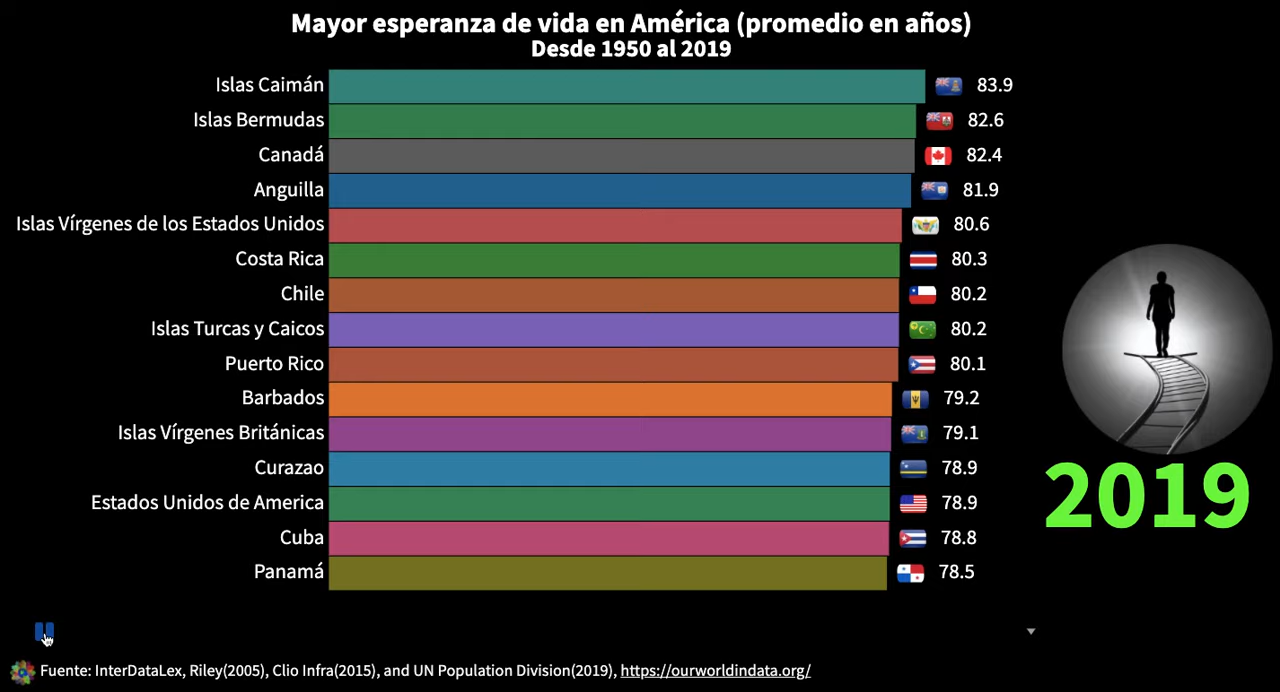 Mayor esperanza de vida en América (promedio en años)
Desde 1950 al 2019
Islas Caimán 83.9
Islas Bermudas 82.6
Canadá 82.4
Anguilla 81.9
Islas Vírgenes de los Estados Unidos 80.6
Costa Rica 80.3
Chile 80.2
Islas Turcas y Caicos 80.2
Puerto Rico 80.1
Barbados 79.2
Islas Vírgenes Británicas 79.1
Curazao 78.9
Estados Unidos de America 78.9
Cuba 78.8
Panamá 78.5
2019
Fuente: InterDataLex, Riley(2005), Clio Infra(2015), and UN Population Division(2019), https://ourworldindata.org/